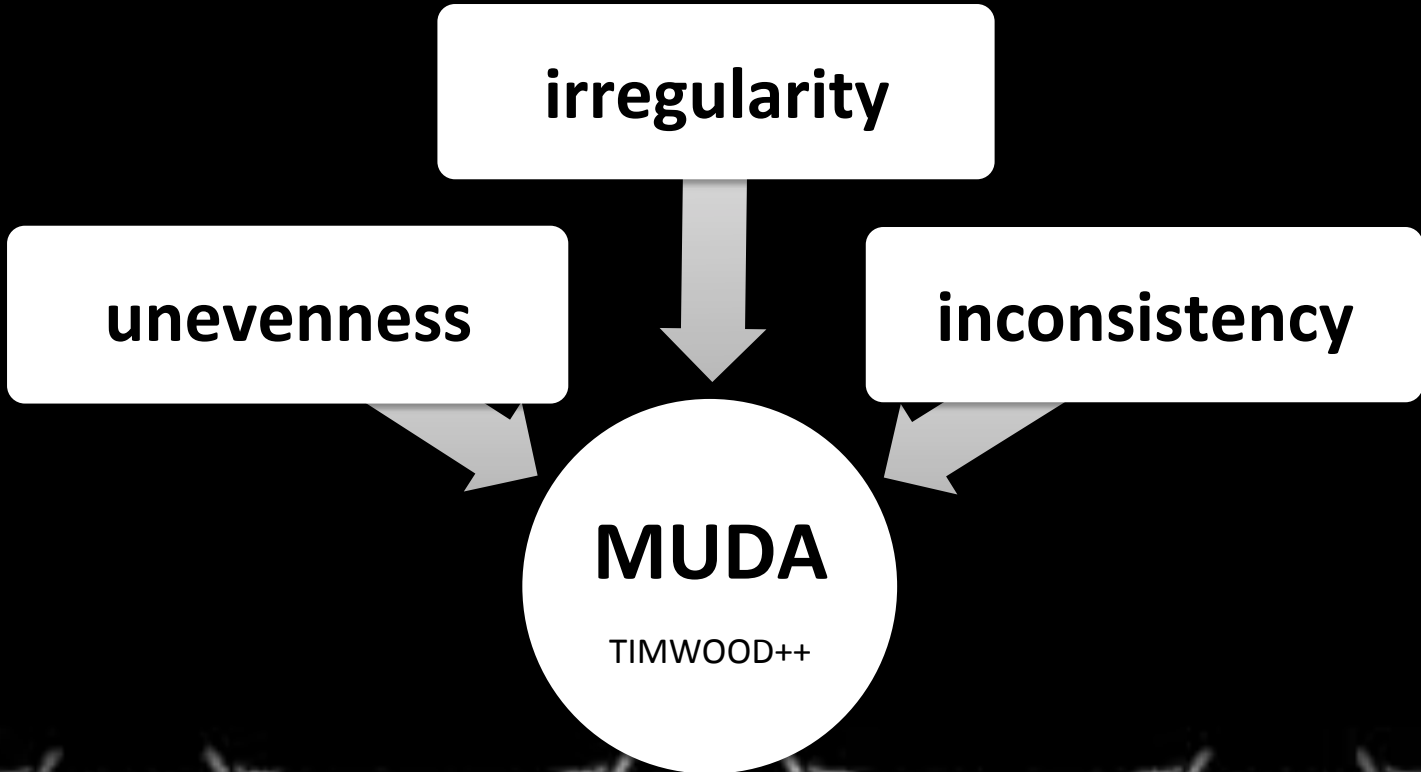 irregularity
unevenness
inconsistency
MUDA
TIMWOOD++